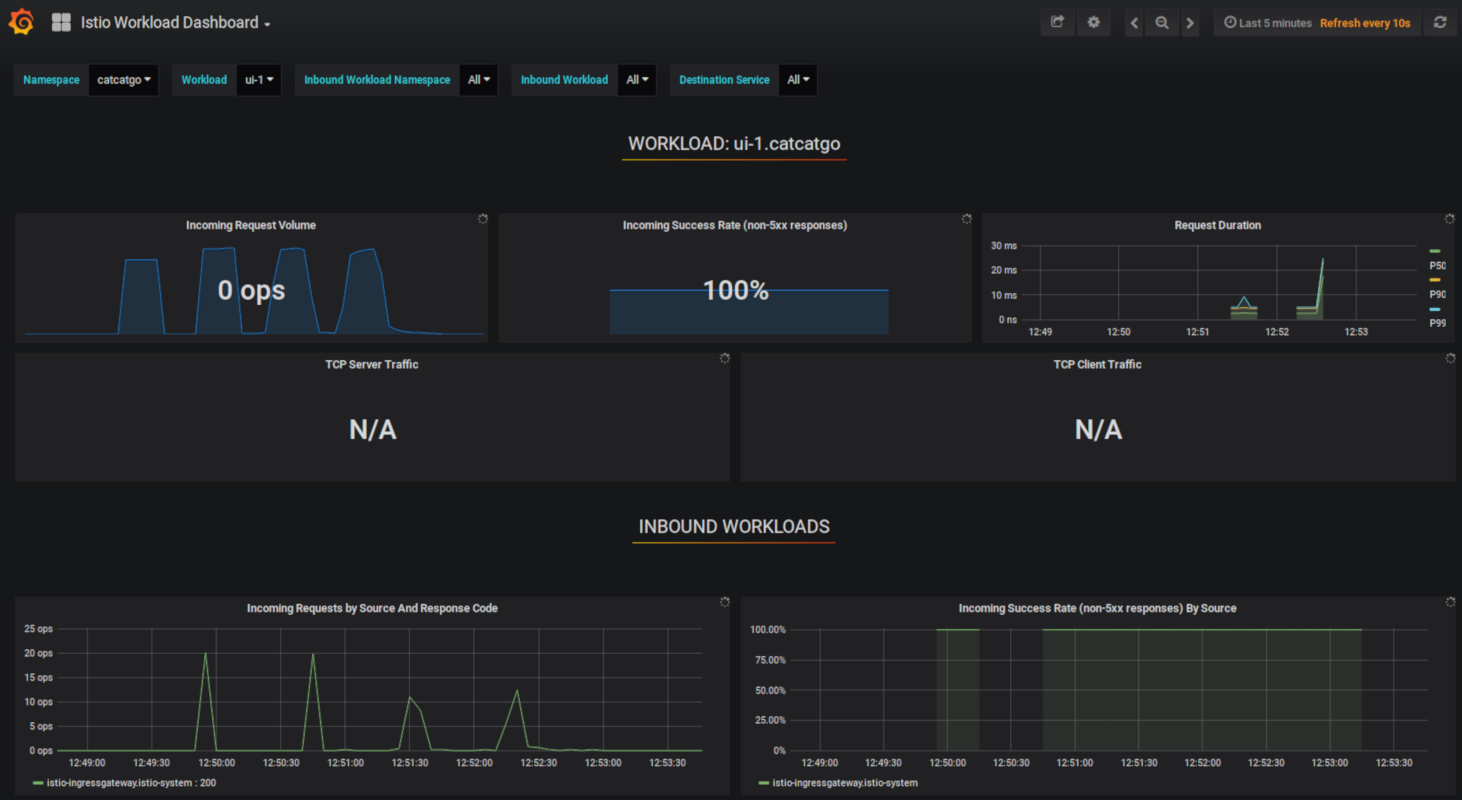 Istio Workload Dashboard
Last 5 minutes Refresh every 10s
Namespace catcatgo Workload ui-1 Inbound Workload Namespace All Inbound Workload All Destination Service All
WORKLOAD: ui-1.catcatgo
Incoming Request Volume
0 ops
Incoming Success Rate (non-5xx responses)
100%
Request Duration
30 ms
20 ms
10 ms
0 ns
12:49 12:50 12:51 12:52 12:53
P50
P90
P99
TCP Server Traffic
N/A
TCP Client Traffic
N/A
INBOUND WORKLOADS
Incoming Requests by Source And Response Code
25 ops
20 ops
15 ops
10 ops
5 ops
0 ops
12:49:00 12:49:30 12:50:00 12:50:30 12:51:00 12:51:30 12:52:00 12:52:30 12:53:00 12:53:30
istio-ingressgateway.istio-system : 200
Incoming Success Rate (non-5xx responses) By Source
100.00%
75.00%
50.00%
25.00%
0%
12:49:00 12:49:30 12:50:00 12:50:30 12:51:00 12:51:30 12:52:00 12:52:30 12:53:00 12:53:30
istio-ingressgateway.istio-system